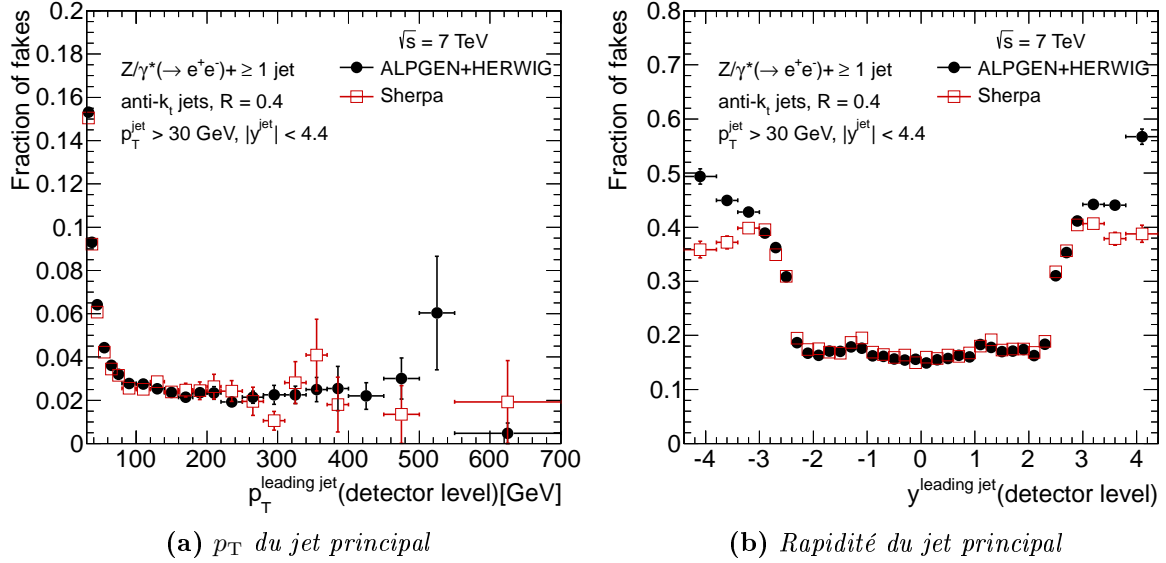 Fraction of fakes
0.2
0.18
0.16
0.14
0.12
0.1
0.08
0.06
0.04
0.02
0
√s = 7 TeV
Z/γ*(→ e⁺e⁻)+ ≥ 1 jet
ALPGEN+HERWIG
anti-k_t jets, R = 0.4
Sherpa
p_T^jet > 30 GeV, |y^jet| < 4.4
100 200 300 400 500 600 700
p_T^leading jet (detector level)[GeV]
(a) p_T du jet principal
Fraction of fakes
0.8
0.7
0.6
0.5
0.4
0.3
0.2
0.1
0
√s = 7 TeV
Z/γ*(→ e⁺e⁻)+ ≥ 1 jet
ALPGEN+HERWIG
anti-k_t jets, R = 0.4
Sherpa
p_T^jet > 30 GeV, |y^jet| < 4.4
-4 -3 -2 -1 0 1 2 3 4
y^leading jet (detector level)
(b) Rapidité du jet principal